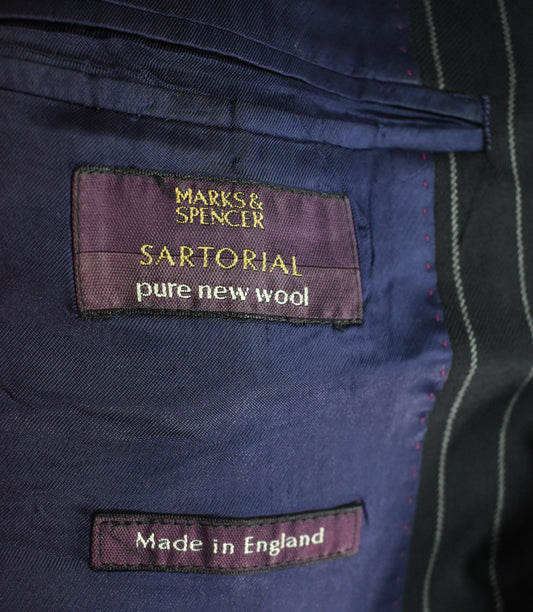 MARKS &
SPENCER
SARTORIAL
pure new wool
Made in England